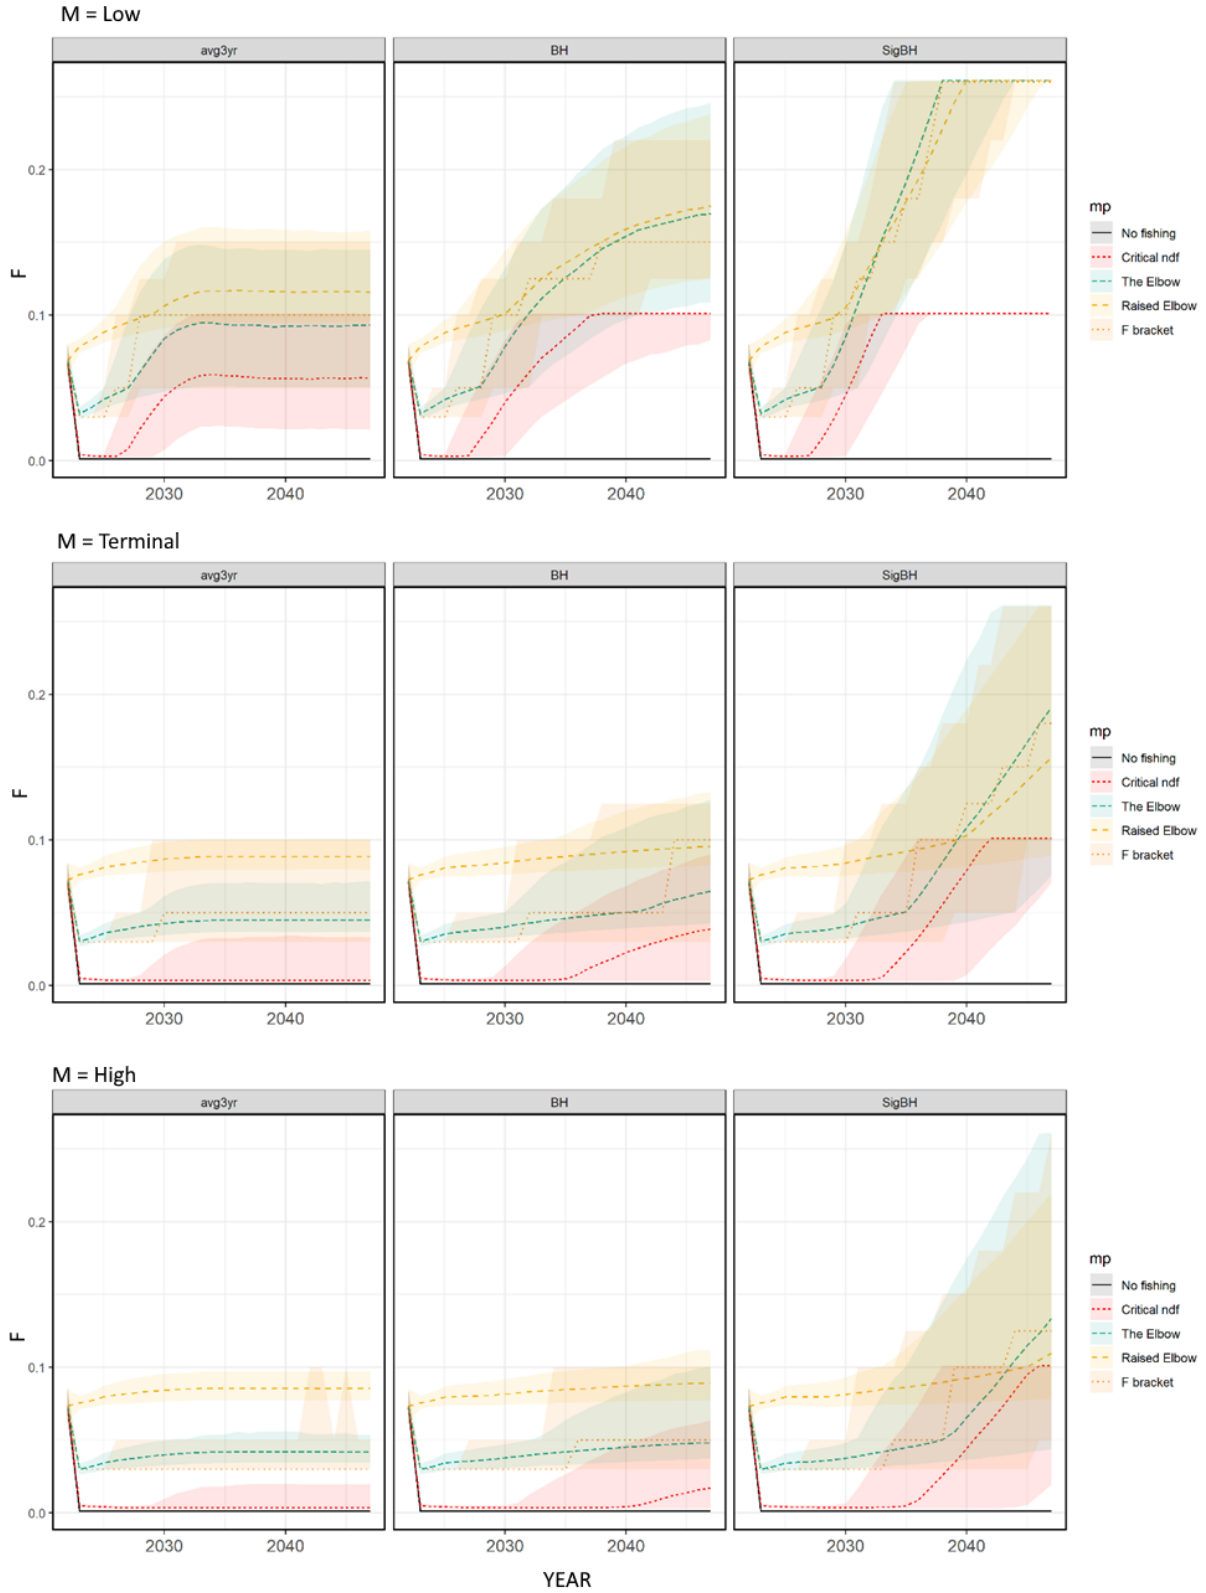 M = Low
avg3yr BH SigBH
0.2
0.1
0.0
F
2030 2040 2030 2040 2030 2040
mp
No fishing
Critical ndf
The Elbow
Raised Elbow
F bracket
M = Terminal
avg3yr BH SigBH
0.2
0.1
0.0
F
2030 2040 2030 2040 2030 2040
mp
No fishing
Critical ndf
The Elbow
Raised Elbow
F bracket
M = High
avg3yr BH SigBH
0.2
0.1
0.0
F
2030 2040 2030 2040 2030 2040
mp
No fishing
Critical ndf
The Elbow
Raised Elbow
F bracket
YEAR